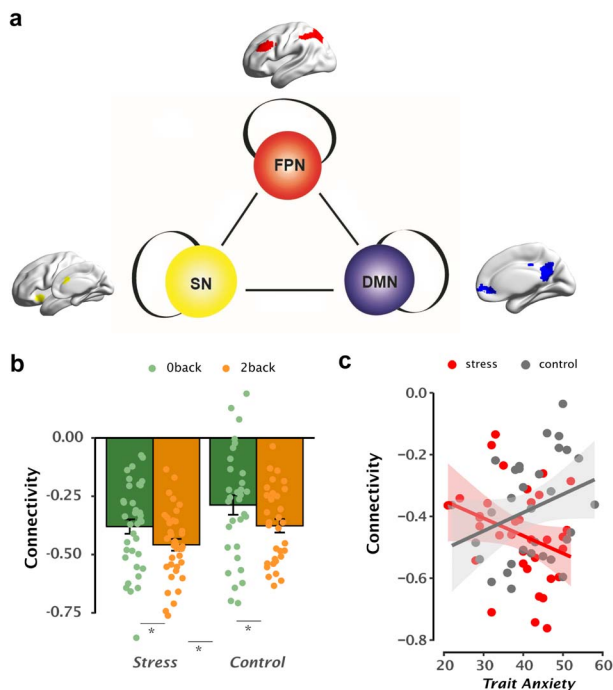 a
FPN
SN
DMN
b
0back
2back
Connectivity
0.00
-0.25
-0.50
-0.75
*
*
*
Stress
Control
c
stress
control
Connectivity
0.0
-0.2
-0.4
-0.6
-0.8
20
30
40
50
60
Trait Anxiety